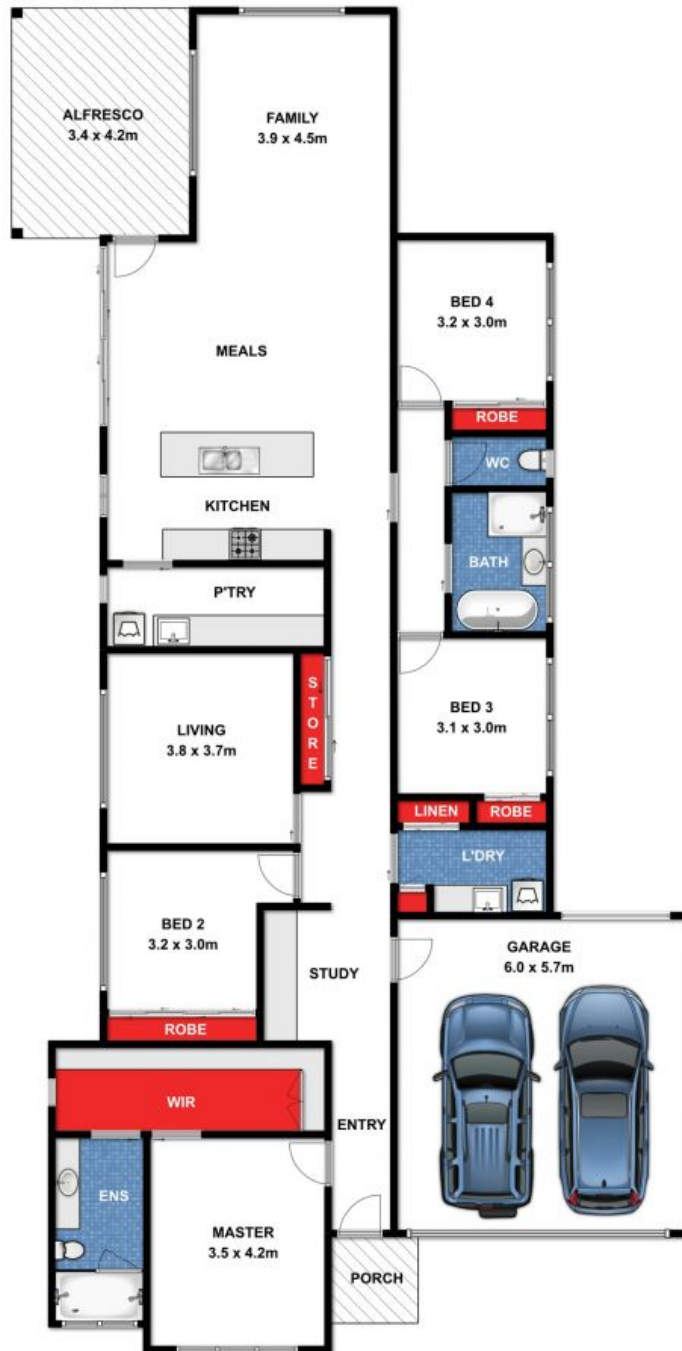 ALFRESCO
3.4 x 4.2m
FAMILY
3.9 x 4.5m
BED 4
3.2 x 3.0m
MEALS
ROBE
WC
KITCHEN
BATH
P'TRY
STORE
LIVING
3.8 x 3.7m
BED 3
3.1 x 3.0m
LINEN
ROBE
L'DRY
BED 2
3.2 x 3.0m
STUDY
GARAGE
6.0 x 5.7m
ROBE
WIR
ENTRY
ENS
MASTER
3.5 x 4.2m
PORCH